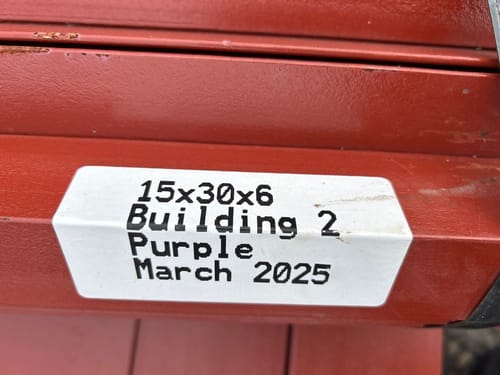 15x30x6
Building 2
Purple
March 2025